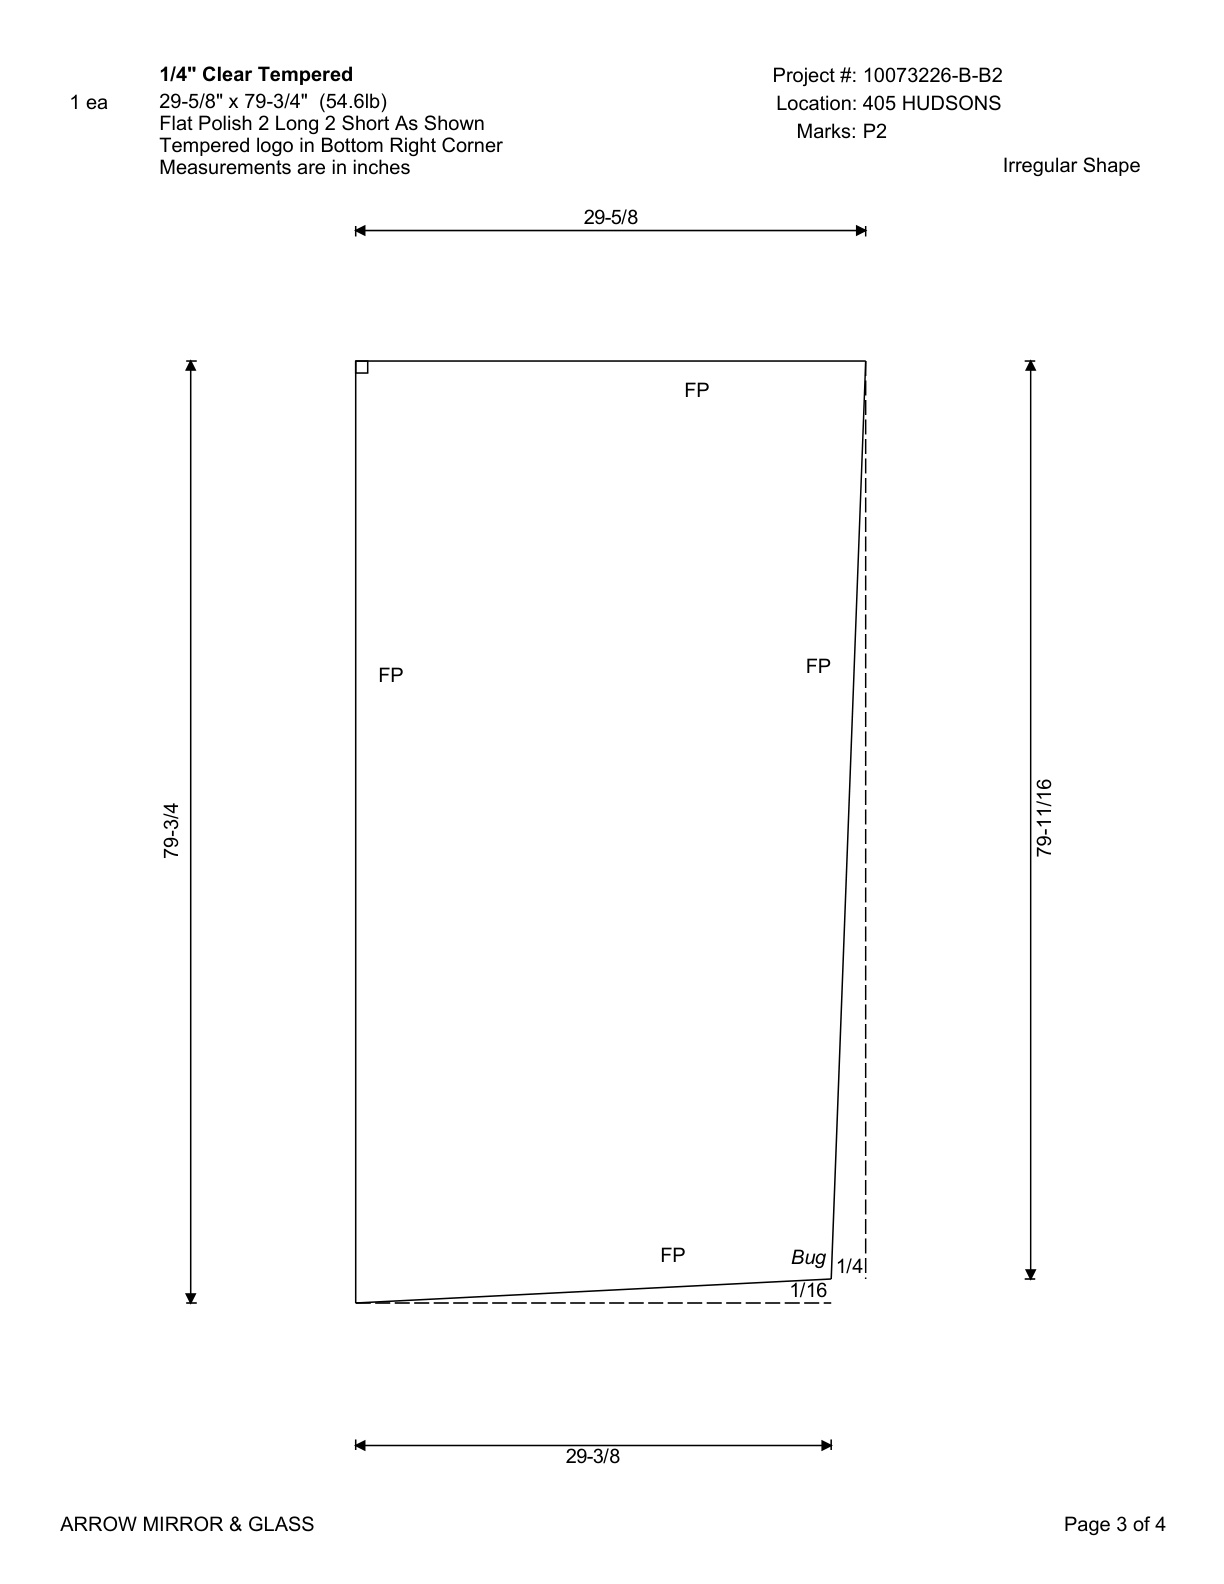 1/4" Clear Tempered
1 ea
29-5/8" x 79-3/4"  (54.6lb)
Flat Polish 2 Long 2 Short As Shown
Tempered logo in Bottom Right Corner
Measurements are in inches
Project #: 10073226-B-B2
Location: 405 HUDSONS
Marks: P2
Irregular Shape
29-5/8
FP
FP
FP
79-3/4
79-11/16
FP
Bug
1/4
1/16
29-3/8
ARROW MIRROR & GLASS
Page 3 of 4